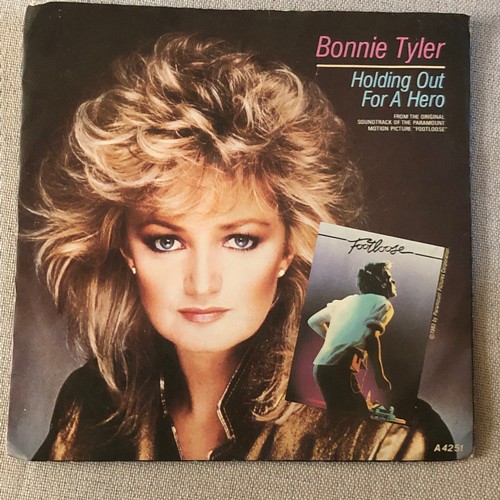 Bonnie Tyler
Holding Out
For A Hero
FROM THE ORIGINAL
SOUNDTRACK OF THE PARAMOUNT
MOTION PICTURE "FOOTLOOSE"
Footloose
A 4251